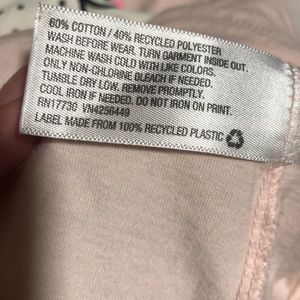 60% COTTON / 40% RECYCLED POLYESTER
WASH BEFORE WEAR. TURN GARMENT INSIDE OUT.
MACHINE WASH COLD WITH LIKE COLORS.
ONLY NON-CHLORINE BLEACH IF NEEDED.
TUMBLE DRY LOW. REMOVE PROMPTLY.
COOL IRON IF NEEDED. DO NOT IRON ON PRINT.
RN17730 VN4256449
LABEL MADE FROM 100% RECYCLED PLASTIC